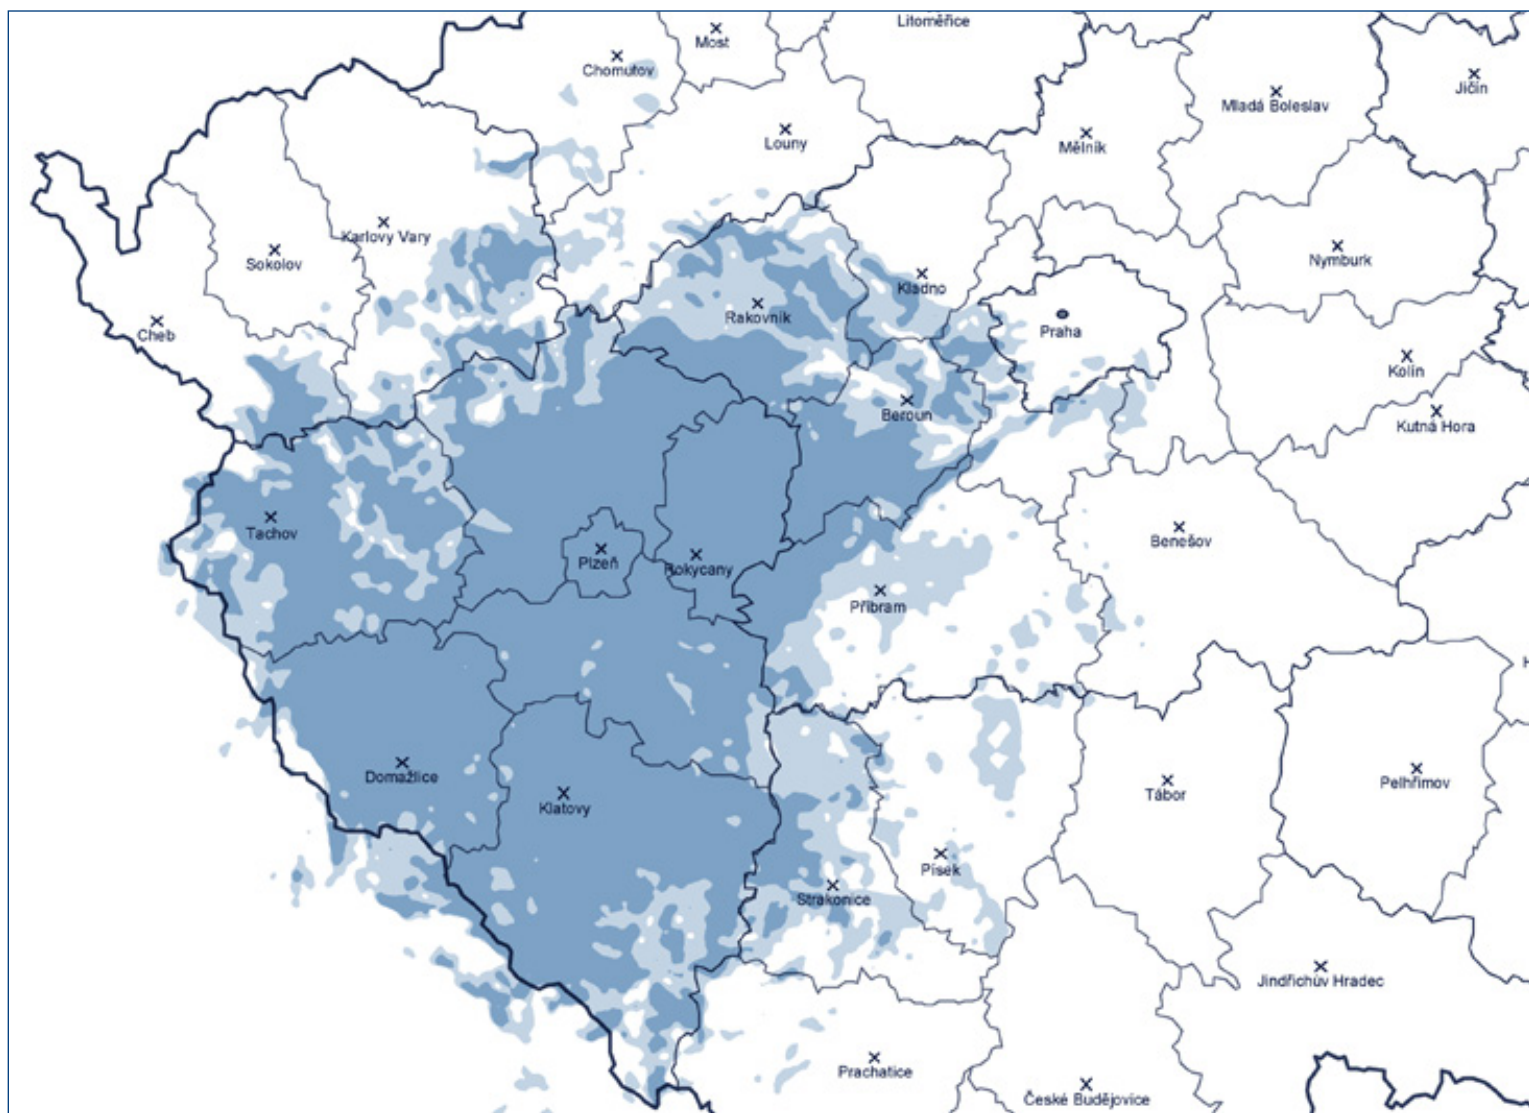 Litoměřice
Most
Chomutov
Jičín
Mladá Boleslav
Louny
Mělník
Karlovy Vary
Sokolov
Nymburk
Kladno
Rakovník
Praha
Cheb
Kolín
Beroun
Kutná Hora
Tachov
Benešov
Plzeň
Rokycany
Příbram
H
Domažlice
Klatovy
Tábor
Pelhřimov
Písek
Strakonice
Jindřichův Hradec
Prachatice
České Budějovice